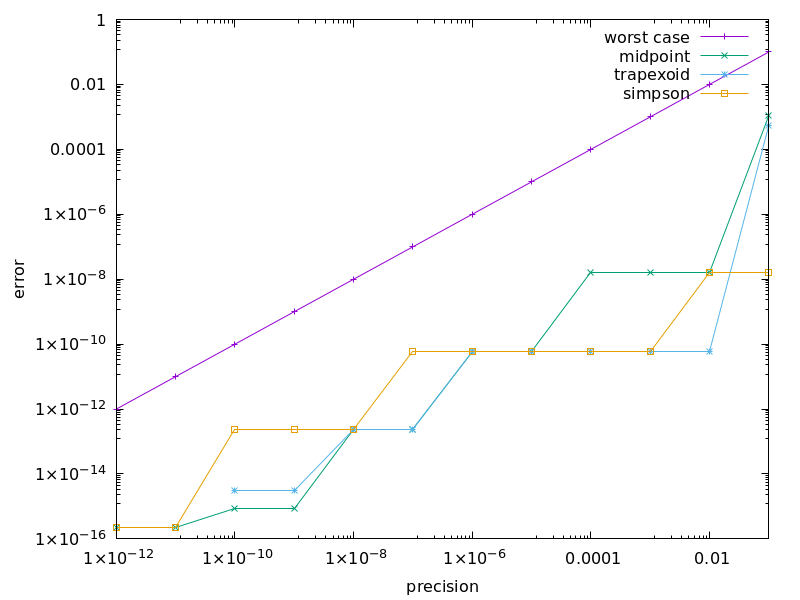 1
0.01
0.0001
1×10⁻⁶
1×10⁻⁸
1×10⁻¹⁰
1×10⁻¹²
1×10⁻¹⁴
1×10⁻¹⁶
error
worst case
midpoint
trapexoid
simpson
1×10⁻¹² 1×10⁻¹⁰ 1×10⁻⁸ 1×10⁻⁶ 0.0001 0.01
precision